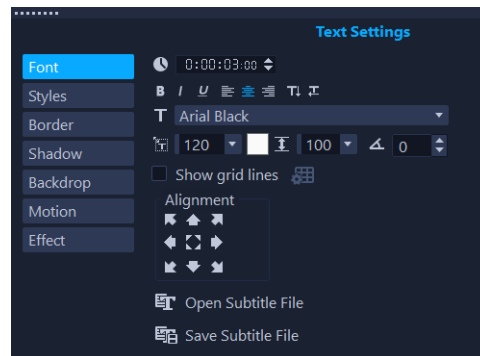 Text Settings
Font
0:00:03:00
Styles
B I U
Border
T Arial Black
Shadow
120 100 0
Show grid lines
Backdrop
Alignment
Motion
Effect
Open Subtitle File
Save Subtitle File